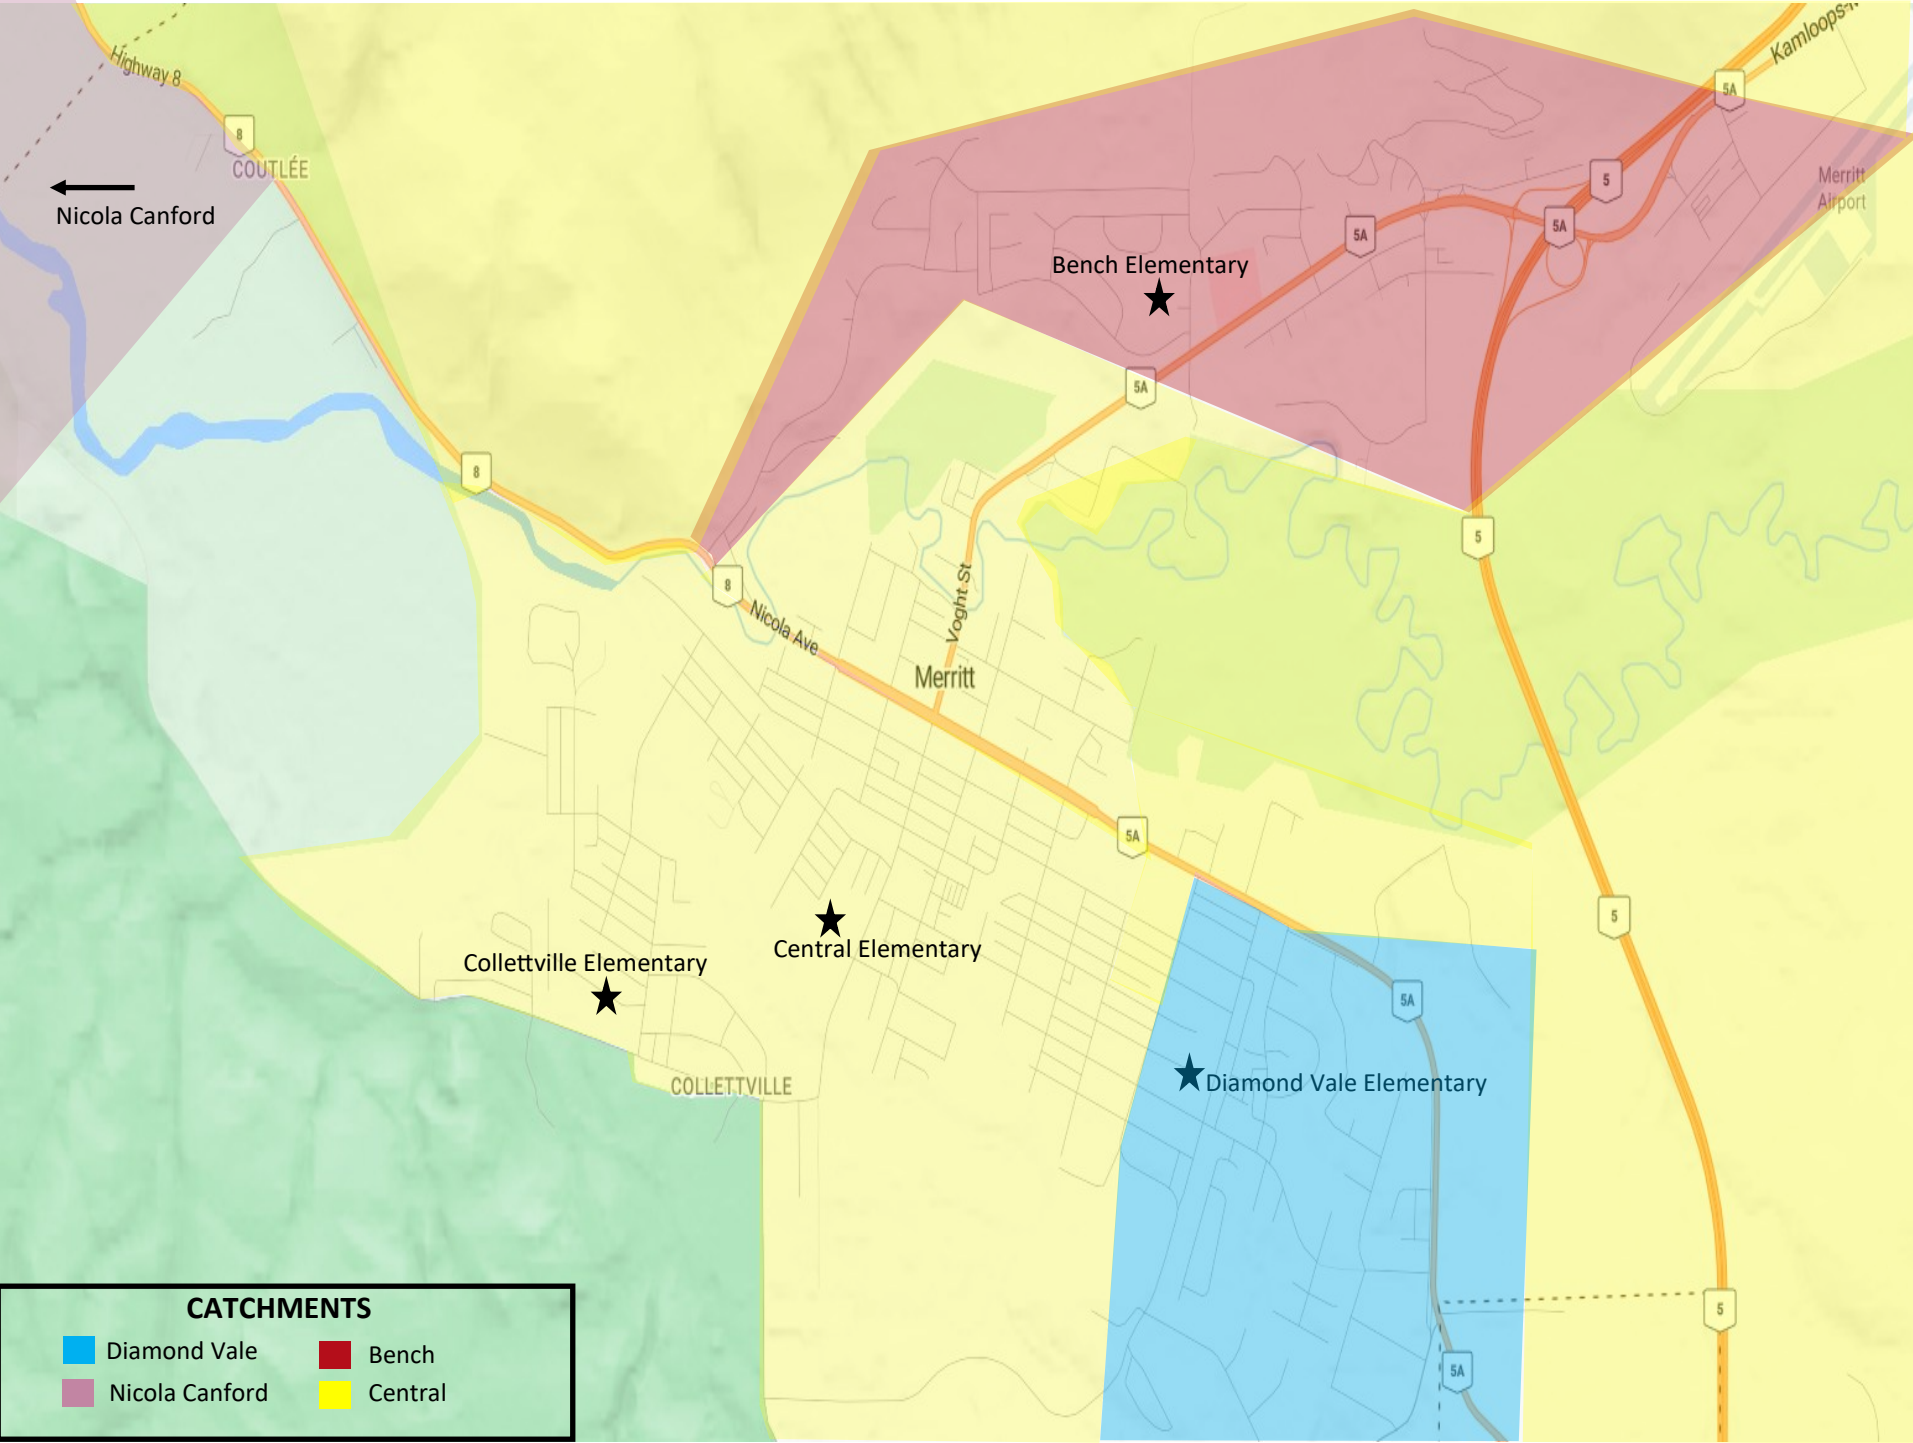 Kamloops-
Highway 8
5A
8
COUTLÉE
5
Merritt
Airport
Nicola Canford
5A
5A
Bench Elementary
5A
8
5
8
Nicola Ave
Voght St
Merritt
5A
5
Central Elementary
Collettville Elementary
5A
Diamond Vale Elementary
COLLETTVILLE
5
5A
CATCHMENTS
Diamond Vale
Bench
Nicola Canford
Central